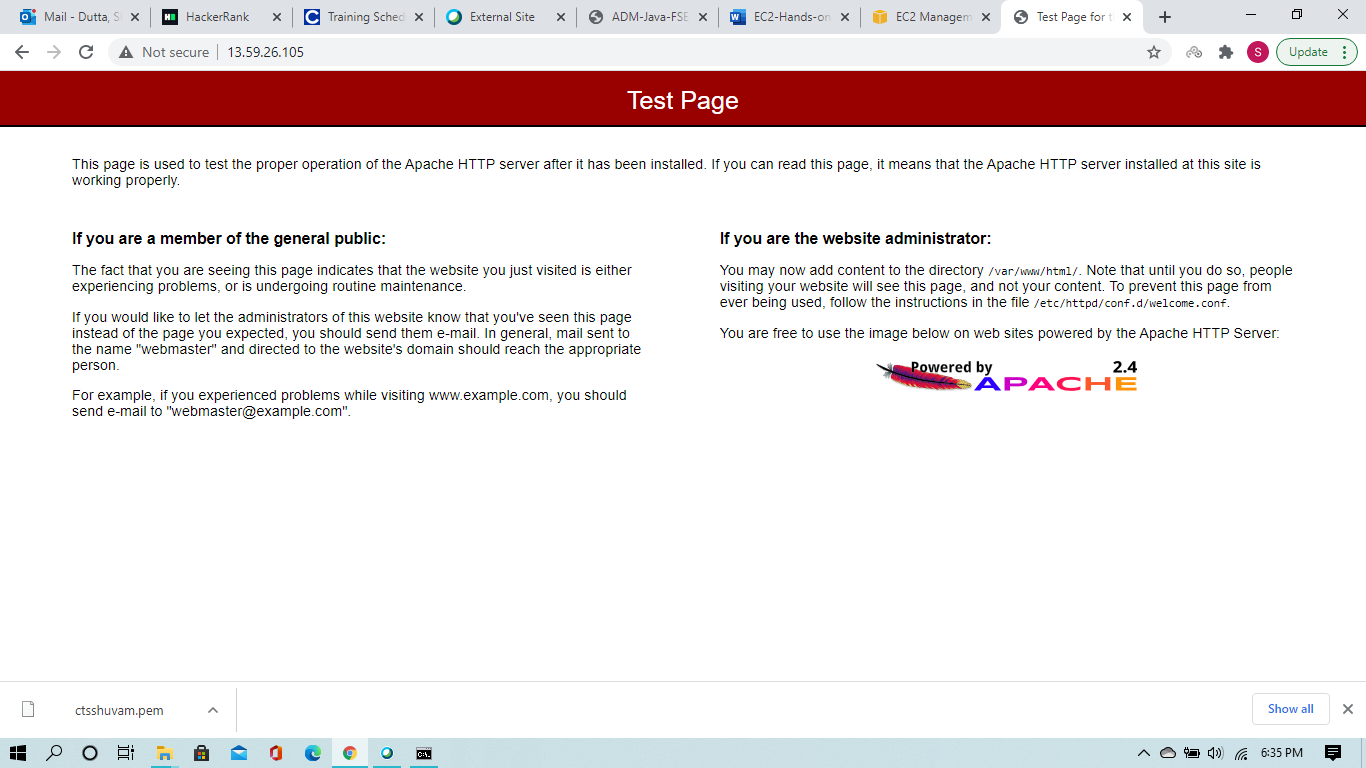 Mail - Dutta, S
HackerRank
Training Sched
External Site
ADM-Java-FSE
EC2-Hands-on
EC2 Managem
Test Page for t
Not secure
13.59.26.105
S
Update
Test Page
This page is used to test the proper operation of the Apache HTTP server after it has been installed. If you can read this page, it means that the Apache HTTP server installed at this site is
working properly.
If you are a member of the general public:
The fact that you are seeing this page indicates that the website you just visited is either
experiencing problems, or is undergoing routine maintenance.
If you would like to let the administrators of this website know that you've seen this page
instead of the page you expected, you should send them e-mail. In general, mail sent to
the name "webmaster" and directed to the website's domain should reach the appropriate
person.
For example, if you experienced problems while visiting www.example.com, you should
send e-mail to "webmaster@example.com".
If you are the website administrator:
You may now add content to the directory /var/www/html/. Note that until you do so, people
visiting your website will see this page, and not your content. To prevent this page from
ever being used, follow the instructions in the file /etc/httpd/conf.d/welcome.conf.
You are free to use the image below on web sites powered by the Apache HTTP Server:
Powered by 2.4
APACHE
ctsshuvam.pem
Show all
6:35 PM